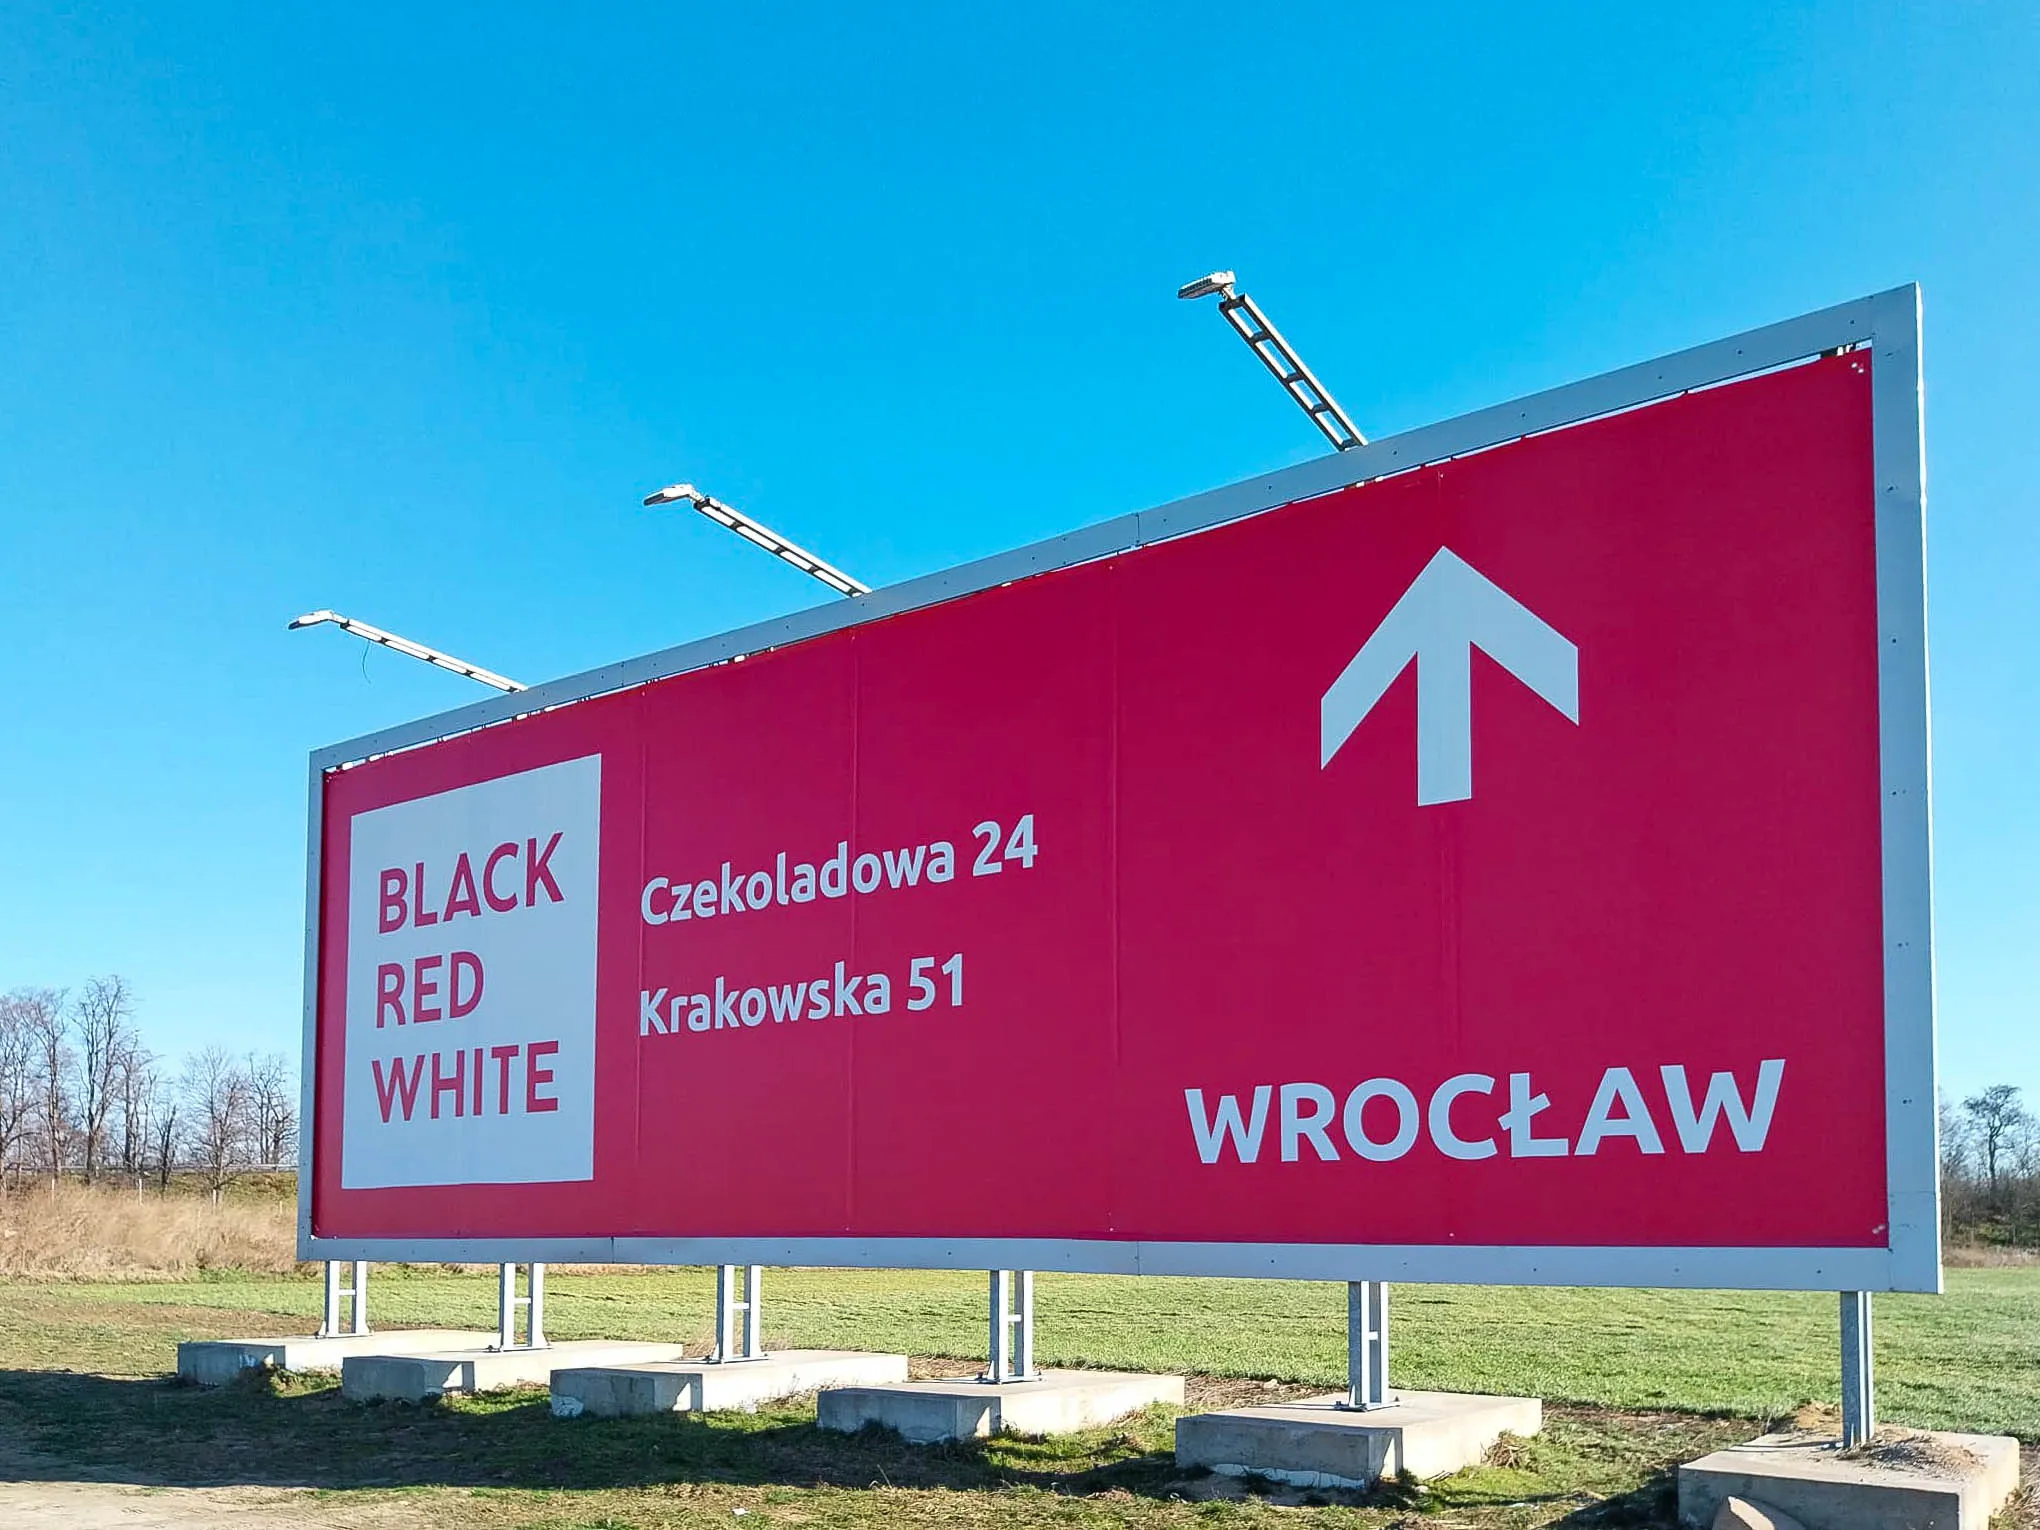 BLACK
RED
WHITE
Czekoladowa 24
Krakowska 51
WROCŁAW